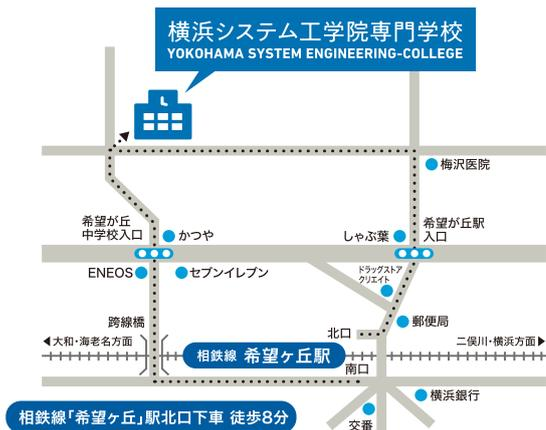 横浜システム工学院専門学校
YOKOHAMA SYSTEM ENGINEERING-COLLEGE
梅沢医院
希望が丘
中学校入口
かつや
しゃぶ葉
希望が丘駅
入口
ENEOS
セブンイレブン
ドラッグストア
クリエイト
跨線橋
北口
郵便局
◀大和・海老名方面
相鉄線 希望ヶ丘駅
二俣川・横浜方面▶
南口
横浜銀行
相鉄線「希望ヶ丘」駅北口下車 徒歩8分
交番